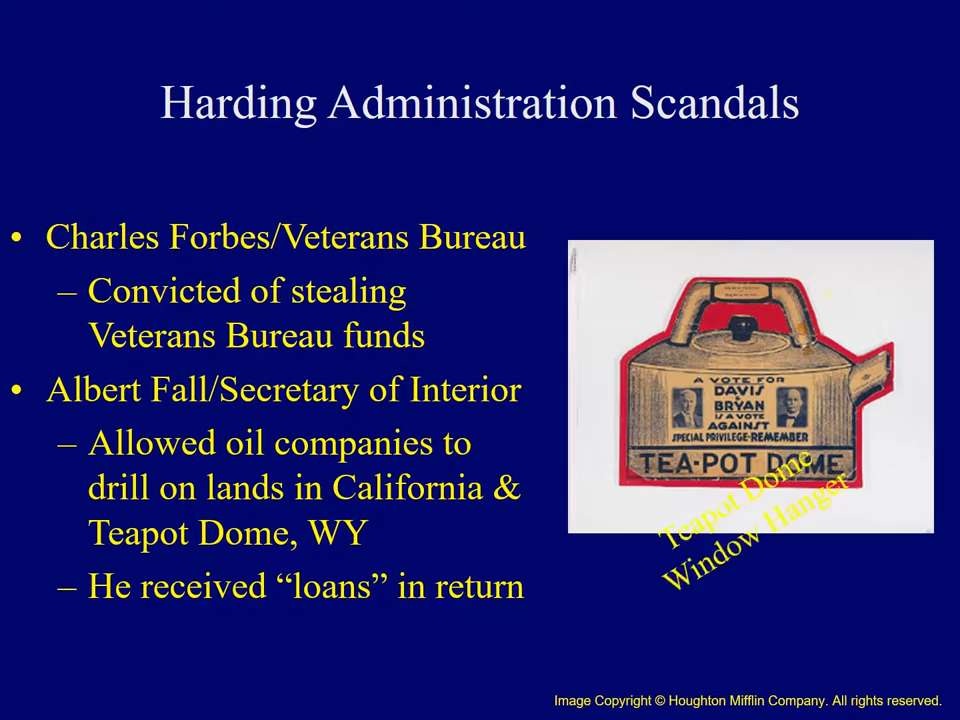 Harding Administration Scandals
• Charles Forbes/Veterans Bureau
– Convicted of stealing
Veterans Bureau funds
• Albert Fall/Secretary of Interior
– Allowed oil companies to
drill on lands in California &
Teapot Dome, WY
– He received “loans” in return
A VOTE FOR
DAVIS
BRYAN
IS A VOTE
AGAINST
SPECIAL PRIVILEGE-REMEMBER
TEA-POT DOME
Teapot Dome
Window Hanger
Image Copyright © Houghton Mifflin Company. All rights reserved.